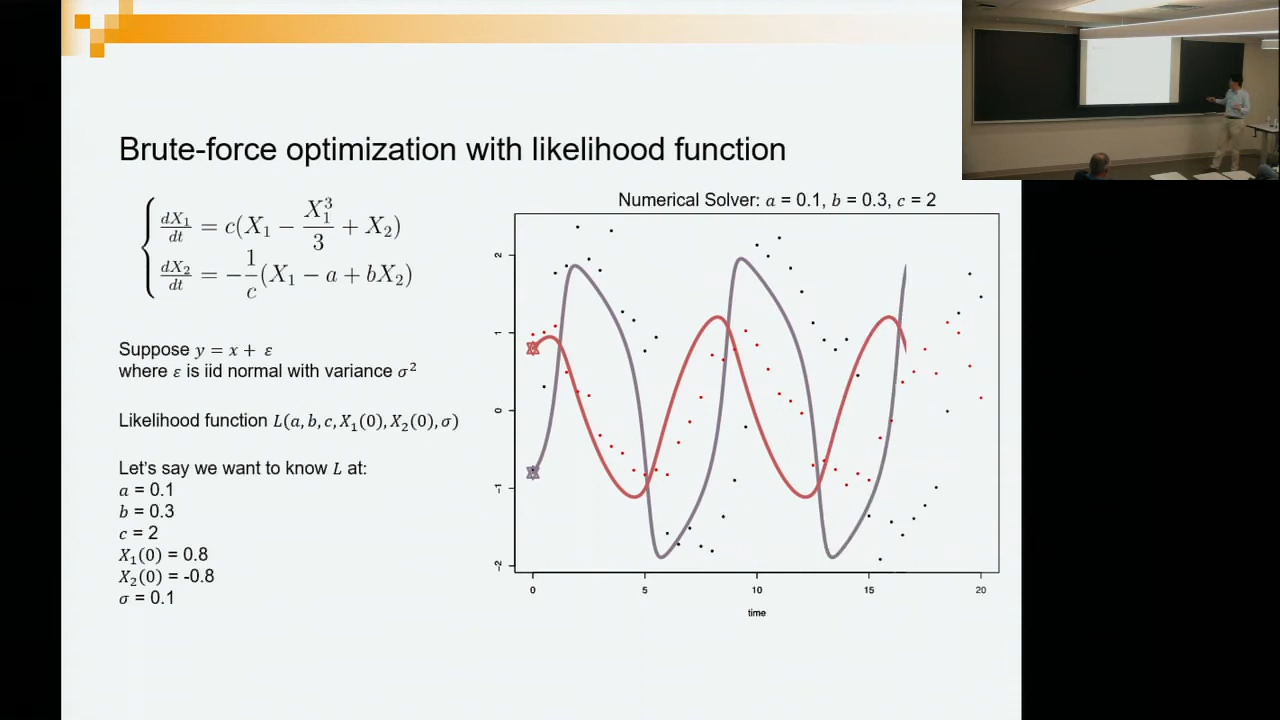 Brute-force optimization with likelihood function
dX₁/dt = c(X₁ − X₁³/3 + X₂)
dX₂/dt = −1/c(X₁ − a + bX₂)
Suppose y = x + ε
where ε is iid normal with variance σ²
Likelihood function L(a, b, c, X₁(0), X₂(0), σ)
Let's say we want to know L at:
a = 0.1
b = 0.3
c = 2
X₁(0) = 0.8
X₂(0) = -0.8
σ = 0.1
Numerical Solver: a = 0.1, b = 0.3, c = 2
2
1
0
-1
-2
0 5 10 15 20
time